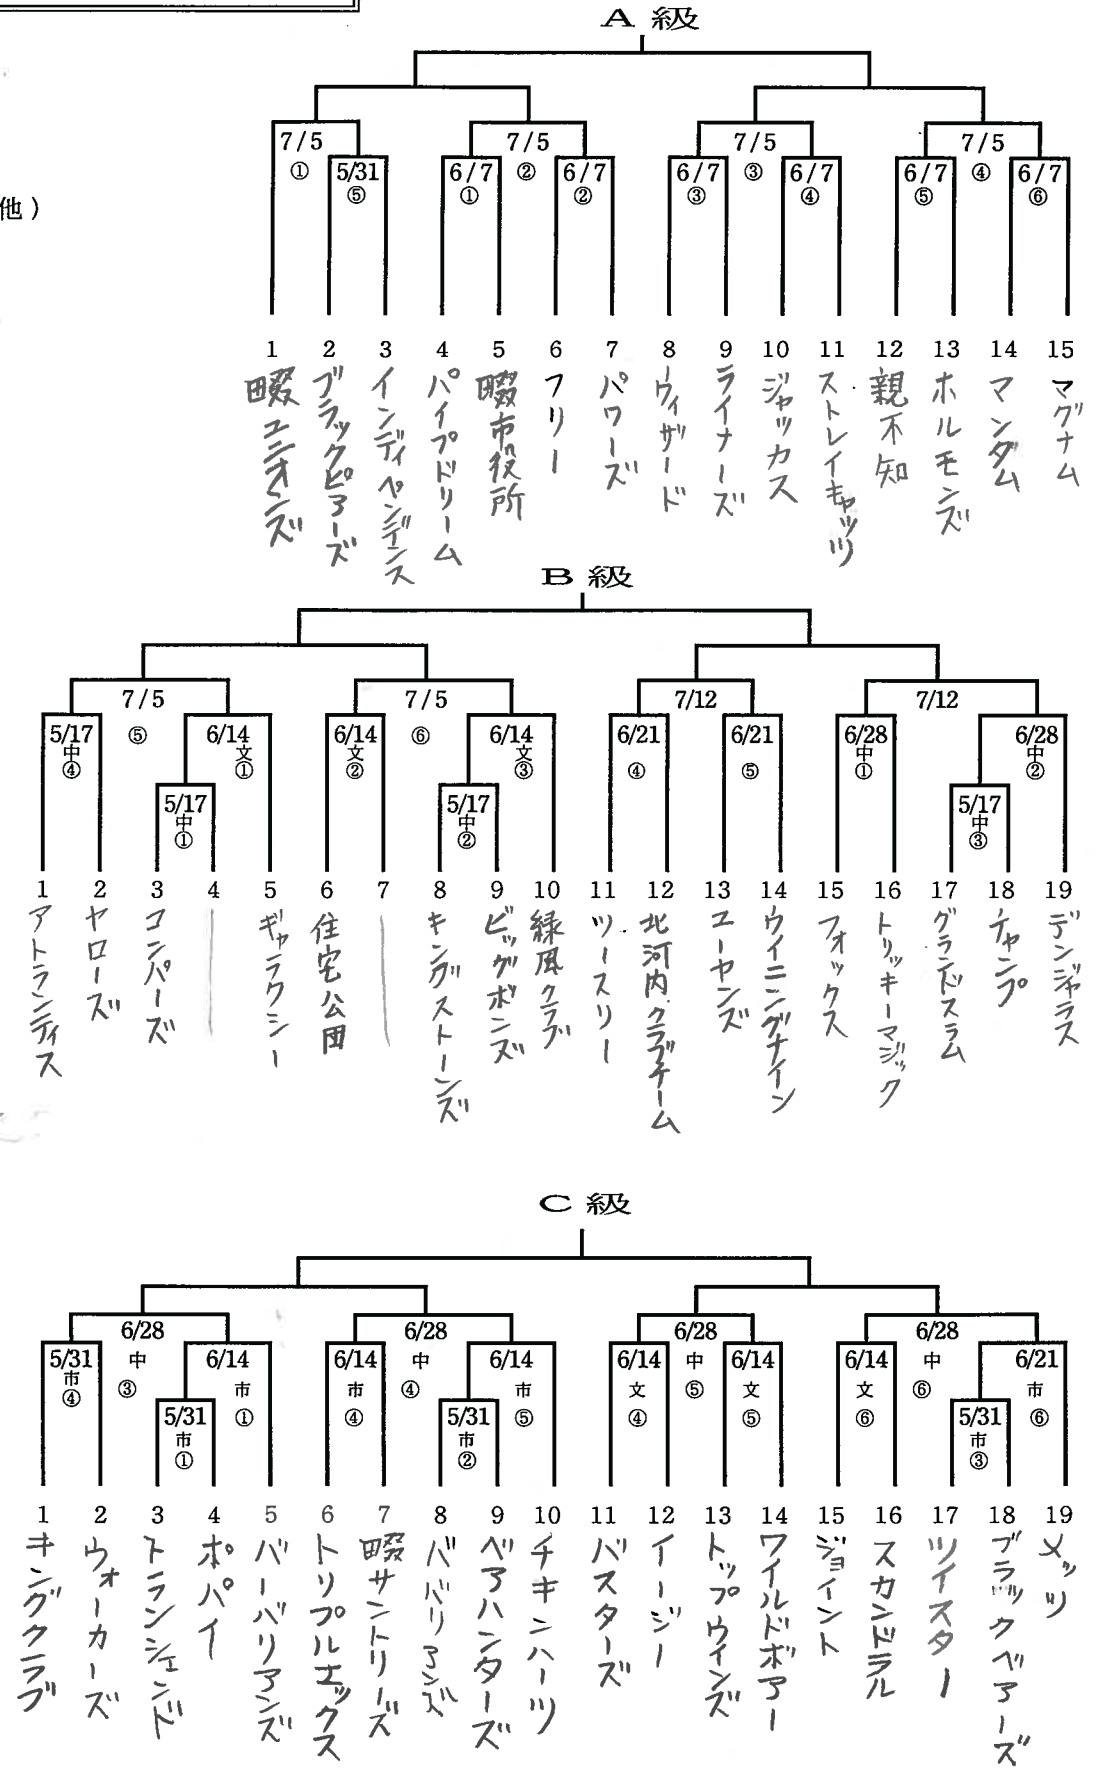 他）
A 級
7/5 7/5 7/5 7/5
① 5/31 6/7 ② 6/7 6/7 ③ 6/7 6/7 ④ 6/7
⑤ ① ② ③ ④ ⑤ ⑥
1 2 3 4 5 6 7 8 9 10 11 12 13 14 15
畷ユニオンズ
ブラックピアーズ
インディペンデンス
パイプドリーム
畷市役所
フリー
パワーズ
ウィザード
ライナーズ
ジャッカス
ストレイキャッツ
親不知
ホルモンズ
マンダム
マグナム
B 級
7/5 7/5 7/12 7/12
5/17 ⑤ 6/14 6/14 ⑥ 6/14 6/21 6/21 6/28 6/28
中 文 文 文 中 中
④ ① ② ③ ④ ⑤ ① ②
5/17 5/17 5/17
中 中 中
① ② ③
1 2 3 4 5 6 7 8 9 10 11 12 13 14 15 16 17 18 19
アトランティス
ヤローズ
コンパーズ
ギャラクシー
住宅公団
キングストーンズ
ビッグボンズ
緑風クラブ
ツースリー
北河内クラブチーム
エーヤンズ
ウイニングナイン
フォックス
トリッキーマジック
グランドスラム
チャンプ
デンジャラス
C 級
6/28 6/28 6/28 6/28
5/31 中 6/14 6/14 中 6/14 6/14 中 6/14 6/14 中 6/21
市 ③ 市 市 ④ 市 文 ⑤ 文 文 ⑥ 市
④ ① ④ ⑤ ④ ⑤ ⑥ ⑥
5/31 5/31 5/31
市 市 市
① ② ③
1 2 3 4 5 6 7 8 9 10 11 12 13 14 15 16 17 18 19
キングクラブ
ウォーカーズ
トランシェンド
ポパイ
バーバリアンズ
トリプルエックス
畷サントリーズ
ババリアンズ
ベアハンターズ
チキンハーツ
バスターズ
イージー
トップウインズ
ワイルドボアー
ジョイント
スカンドラル
ツイスター
ブラックベアーズ
メッツ